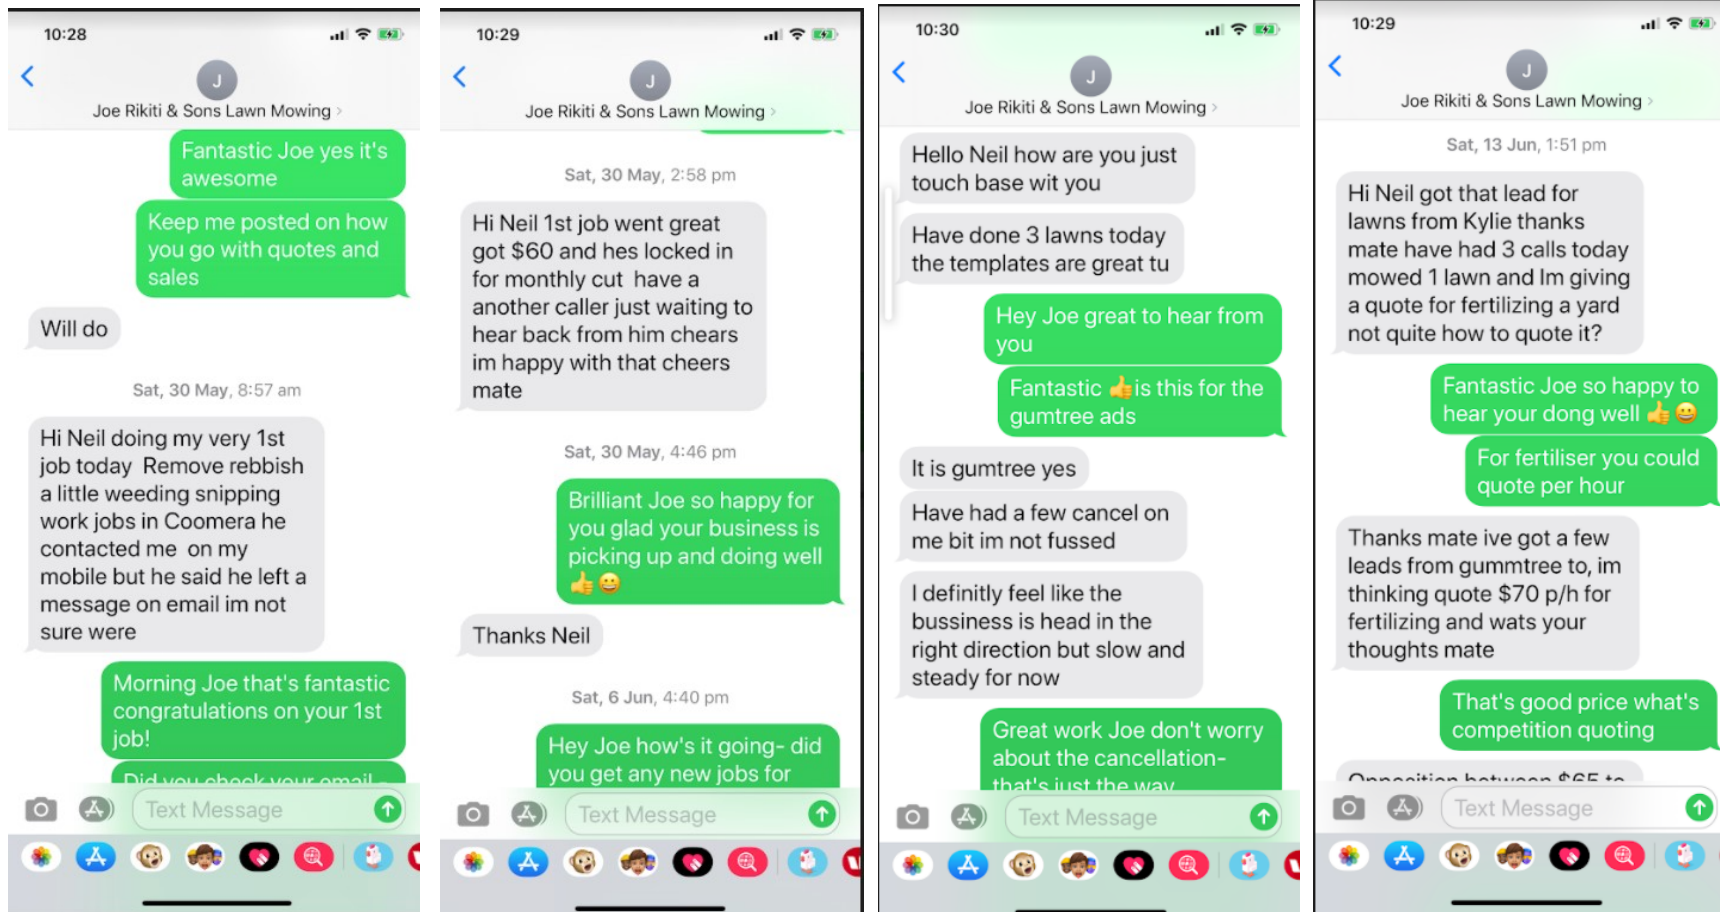 10:28
J
Joe Rikiti & Sons Lawn Mowing
Fantastic Joe yes it's
awesome
Keep me posted on how
you go with quotes and
sales
Will do
Sat, 30 May, 8:57 am
Hi Neil doing my very 1st
job today Remove rebbish
a little weeding snipping
work jobs in Coomera he
contacted me on my
mobile but he said he left a
message on email im not
sure were
Morning Joe that's fantastic
congratulations on your 1st
job!
Did you check your email -
Text Message
10:29
J
Joe Rikiti & Sons Lawn Mowing
Sat, 30 May, 2:58 pm
Hi Neil 1st job went great
got $60 and hes locked in
for monthly cut have a
another caller just waiting to
hear back from him chears
im happy with that cheers
mate
Sat, 30 May, 4:46 pm
Brilliant Joe so happy for
you glad your business is
picking up and doing well
👍😀
Thanks Neil
Sat, 6 Jun, 4:40 pm
Hey Joe how's it going- did
you get any new jobs for
Text Message
10:30
J
Joe Rikiti & Sons Lawn Mowing
Hello Neil how are you just
touch base wit you
Have done 3 lawns today
the templates are great tu
Hey Joe great to hear from
you
Fantastic 👍is this for the
gumtree ads
It is gumtree yes
Have had a few cancel on
me bit im not fussed
I definitly feel like the
bussiness is head in the
right direction but slow and
steady for now
Great work Joe don't worry
about the cancellation-
that's just the way
Text Message
10:29
J
Joe Rikiti & Sons Lawn Mowing
Sat, 13 Jun, 1:51 pm
Hi Neil got that lead for
lawns from Kylie thanks
mate have had 3 calls today
mowed 1 lawn and Im giving
a quote for fertilizing a yard
not quite how to quote it?
Fantastic Joe so happy to
hear your dong well 👍😀
For fertiliser you could
quote per hour
Thanks mate ive got a few
leads from gummtree to, im
thinking quote $70 p/h for
fertilizing and wats your
thoughts mate
That's good price what's
competition quoting
Opposition between $65 to
Text Message